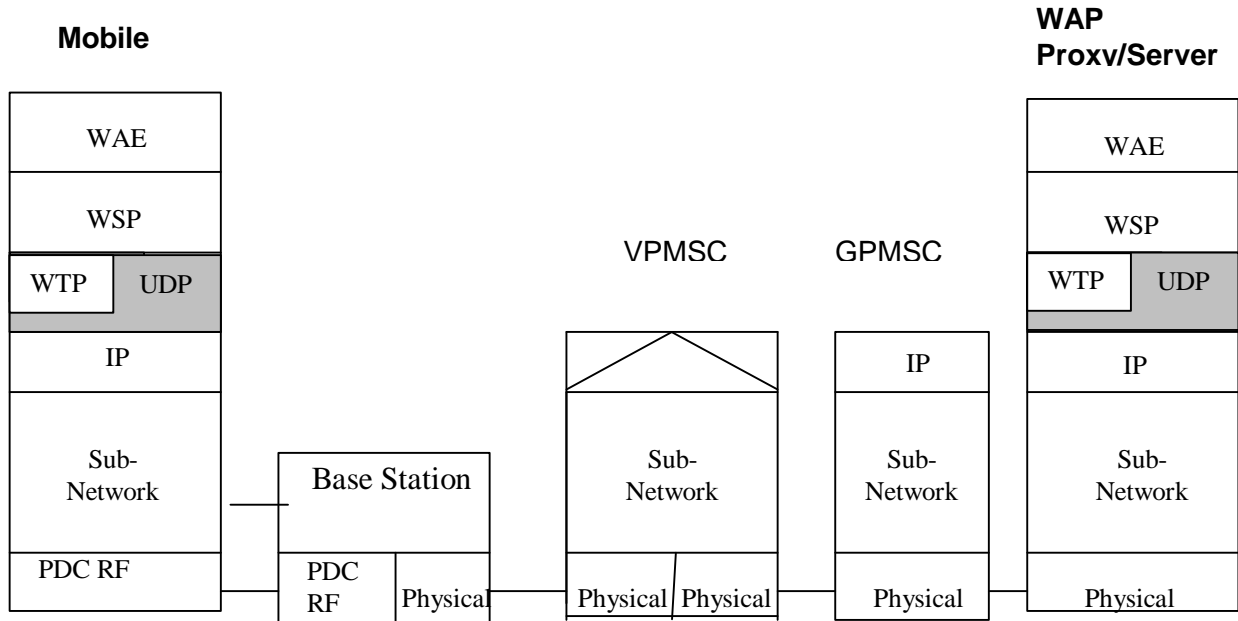 Mobile
WAP
Proxy/Server
WAE
WSP
WTP
UDP
IP
Sub-
Network
PDC RF
Base Station
PDC
RF
Physical
VPMSC
Sub-
Network
Physical
Physical
GPMSC
IP
Sub-
Network
Physical
WAE
WSP
WTP
UDP
IP
Sub-
Network
Physical